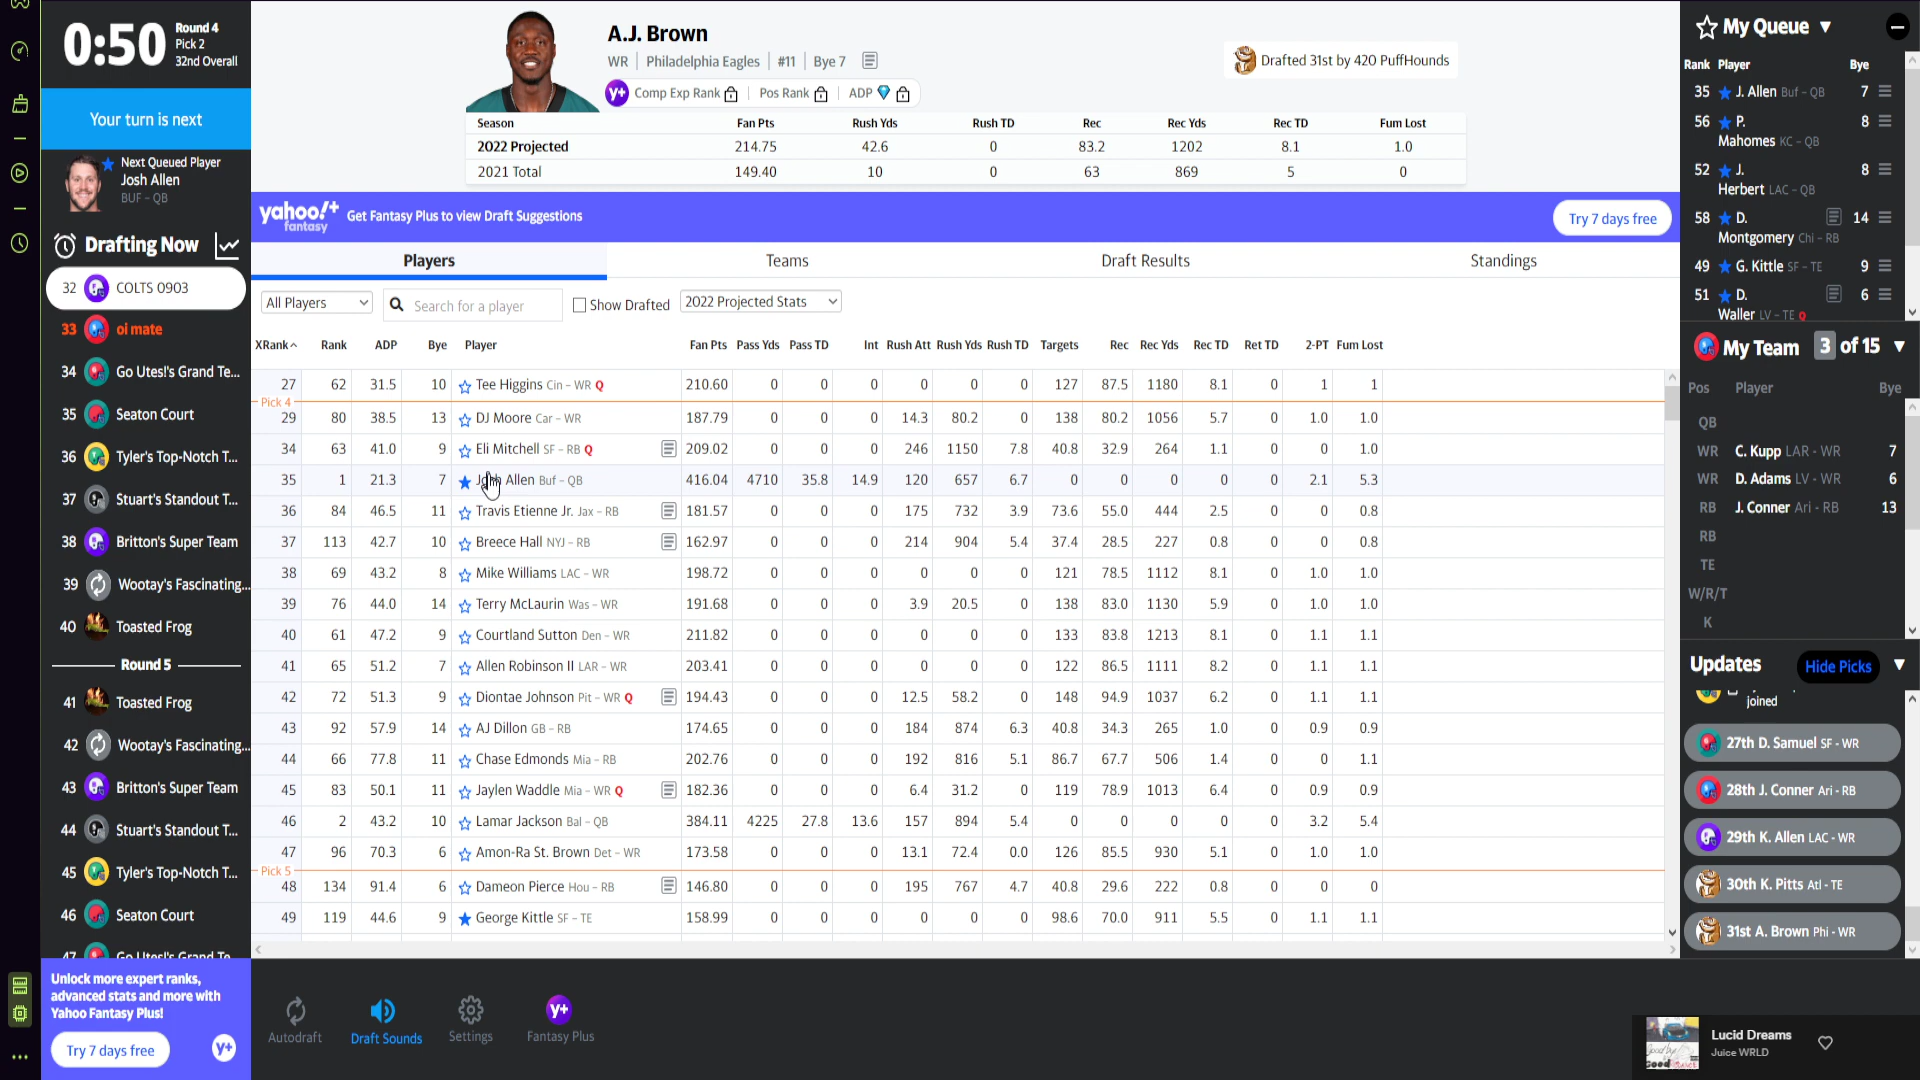 0:50
Round 4
Pick 2
32nd Overall
Your turn is next
Next Queued Player
Josh Allen
BUF - QB
Drafting Now
32 COLTS 0903
33 oi mate
34 Go Utes!'s Grand Te...
35 Seaton Court
36 Tyler's Top-Notch T...
37 Stuart's Standout T...
38 Britton's Super Team
39 Wootay's Fascinating...
40 Toasted Frog
Round 5
41 Toasted Frog
42 Wootay's Fascinating...
43 Britton's Super Team
44 Stuart's Standout T...
45 Tyler's Top-Notch T...
46 Seaton Court
47 Go Utes!'s Grand Te...
Unlock more expert ranks,
advanced stats and more with
Yahoo Fantasy Plus!
Try 7 days free y+
A.J. Brown
WR Philadelphia Eagles #11 Bye 7
y+ Comp Exp Rank Pos Rank ADP
Drafted 31st by 420 PuffHounds
Season Fan Pts Rush Yds Rush TD Rec Rec Yds Rec TD Fum Lost
2022 Projected 214.75 42.6 0 83.2 1202 8.1 1.0
2021 Total 149.40 10 0 63 869 5 0
yahoo!+ fantasy Get Fantasy Plus to view Draft Suggestions Try 7 days free
Players Teams Draft Results Standings
All Players Search for a player Show Drafted 2022 Projected Stats
XRank Rank ADP Bye Player Fan Pts Pass Yds Pass TD Int Rush Att Rush Yds Rush TD Targets Rec Rec Yds Rec TD Ret TD 2-PT Fum Lost
27 62 31.5 10 Tee Higgins Cin - WR Q 210.60 0 0 0 0 0 0 127 87.5 1180 8.1 0 1 1
Pick 4
29 80 38.5 13 DJ Moore Car - WR 187.79 0 0 0 14.3 80.2 0 138 80.2 1056 5.7 0 1.0 1.0
34 63 41.0 9 Eli Mitchell SF - RB Q 209.02 0 0 0 246 1150 7.8 40.8 32.9 264 1.1 0 0 1.0
35 1 21.3 7 Josh Allen Buf - QB 416.04 4710 35.8 14.9 120 657 6.7 0 0 0 0 0 2.1 5.3
36 84 46.5 11 Travis Etienne Jr. Jax - RB 181.57 0 0 0 175 732 3.9 73.6 55.0 444 2.5 0 0 0.8
37 113 42.7 10 Breece Hall NYJ - RB 162.97 0 0 0 214 904 5.4 37.4 28.5 227 0.8 0 0 0.8
38 69 43.2 8 Mike Williams LAC - WR 198.72 0 0 0 0 0 0 121 78.5 1112 8.1 0 1.0 1.0
39 76 44.0 14 Terry McLaurin Was - WR 191.68 0 0 0 3.9 20.5 0 138 83.0 1130 5.9 0 1.0 1.0
40 61 47.2 9 Courtland Sutton Den - WR 211.82 0 0 0 0 0 0 133 83.8 1213 8.1 0 1.1 1.1
41 65 51.2 7 Allen Robinson II LAR - WR 203.41 0 0 0 0 0 0 122 86.5 1111 8.2 0 1.1 1.1
42 72 51.3 9 Diontae Johnson Pit - WR Q 194.43 0 0 0 12.5 58.2 0 148 94.9 1037 6.2 0 1.1 1.1
43 92 57.9 14 AJ Dillon GB - RB 174.65 0 0 0 184 874 6.3 40.8 34.3 265 1.0 0 0.9 0.9
44 66 77.8 11 Chase Edmonds Mia - RB 202.76 0 0 0 192 816 5.1 86.7 67.7 506 1.4 0 0 1.1
45 83 50.1 11 Jaylen Waddle Mia - WR Q 182.36 0 0 0 6.4 31.2 0 119 78.9 1013 6.4 0 0.9 0.9
46 2 43.2 10 Lamar Jackson Bal - QB 384.11 4225 27.8 13.6 157 894 5.4 0 0 0 0 0 3.2 5.4
47 96 70.3 6 Amon-Ra St. Brown Det - WR 173.58 0 0 0 13.1 72.4 0.0 126 85.5 930 5.1 0 1.0 1.0
Pick 5
48 134 91.4 6 Dameon Pierce Hou - RB 146.80 0 0 0 195 767 4.7 40.8 29.6 222 0.8 0 0 0
49 119 44.6 9 George Kittle SF - TE 158.99 0 0 0 0 0 0 98.6 70.0 911 5.5 0 1.1 1.1
Autodraft Draft Sounds Settings Fantasy Plus
y+
My Queue
Rank Player Bye
35 J. Allen Buf - QB 7
56 P. Mahomes KC - QB 8
52 J. Herbert LAC - QB 8
58 D. Montgomery Chi - RB 14
49 G. Kittle SF - TE 9
51 D. Waller LV - TE Q 6
My Team 3 of 15
Pos Player Bye
QB
WR C. Kupp LAR - WR 7
WR D. Adams LV - WR 6
RB J. Conner Ari - RB 13
RB
TE
W/R/T
K
Updates Hide Picks
joined
27th D. Samuel SF - WR
28th J. Conner Ari - RB
29th K. Allen LAC - WR
30th K. Pitts Atl - TE
31st A. Brown Phi - WR
Lucid Dreams
Juice WRLD